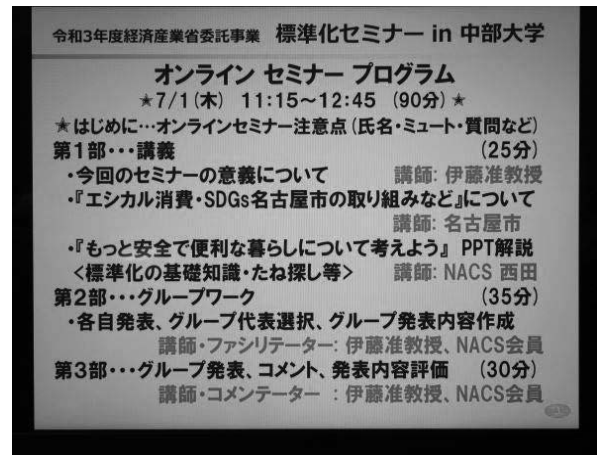 令和3年度経済産業省委託事業 標準化セミナー in 中部大学
オンライン セミナー プログラム
★7/1(木) 11:15～12:45 (90分)★
★はじめに…オンラインセミナー注意点(氏名・ミュート・質問など)
第1部・・・講義 (25分)
・今回のセミナーの意義について 講師: 伊藤准教授
・『エシカル消費・SDGs名古屋市の取り組みなど』について
講師: 名古屋市
・『もっと安全で便利な暮らしについて考えよう』 PPT解説
<標準化の基礎知識・たね探し等> 講師: NACS 西田
第2部・・・グループワーク (35分)
・各自発表、グループ代表選択、グループ発表内容作成
講師・ファシリテーター: 伊藤准教授、NACS会員
第3部・・・グループ発表、コメント、発表内容評価 (30分)
講師・コメンテーター : 伊藤准教授、NACS会員